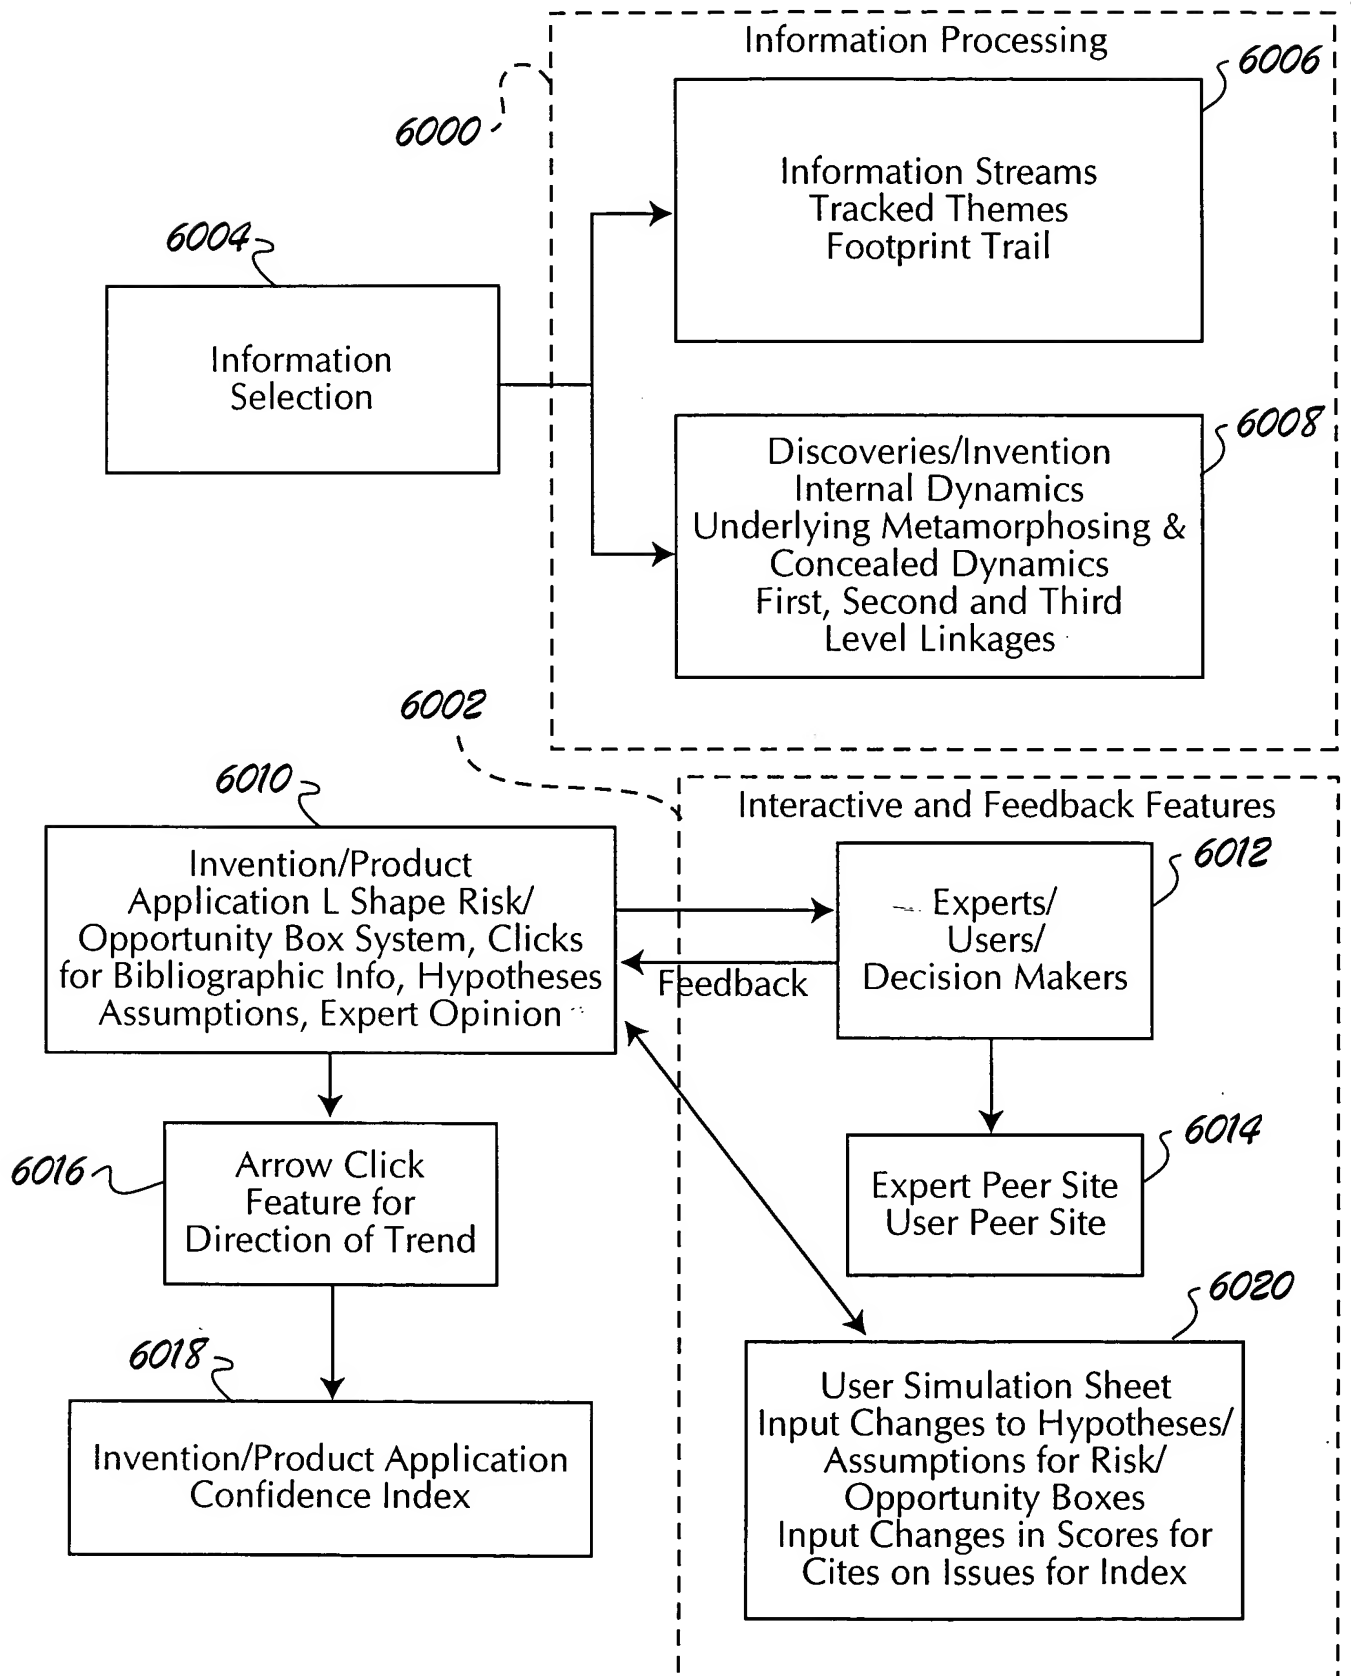 Information Processing
6006
6000
Information Streams
Tracked Themes
Footprint Trail
6004
Information
Selection
6008
Discoveries/Invention
Internal Dynamics
Underlying Metamorphosing &
Concealed Dynamics
First, Second and Third
Level Linkages
6002
6010
Interactive and Feedback Features
Invention/Product
Application L Shape Risk/
Opportunity Box System, Clicks
for Bibliographic Info, Hypotheses
Assumptions, Expert Opinion
6012
Experts/
Users/
Decision Makers
Feedback
6014
Expert Peer Site
User Peer Site
6016
Arrow Click
Feature for
Direction of Trend
6018
Invention/Product Application
Confidence Index
6020
User Simulation Sheet
Input Changes to Hypotheses/
Assumptions for Risk/
Opportunity Boxes
Input Changes in Scores for
Cites on Issues for Index